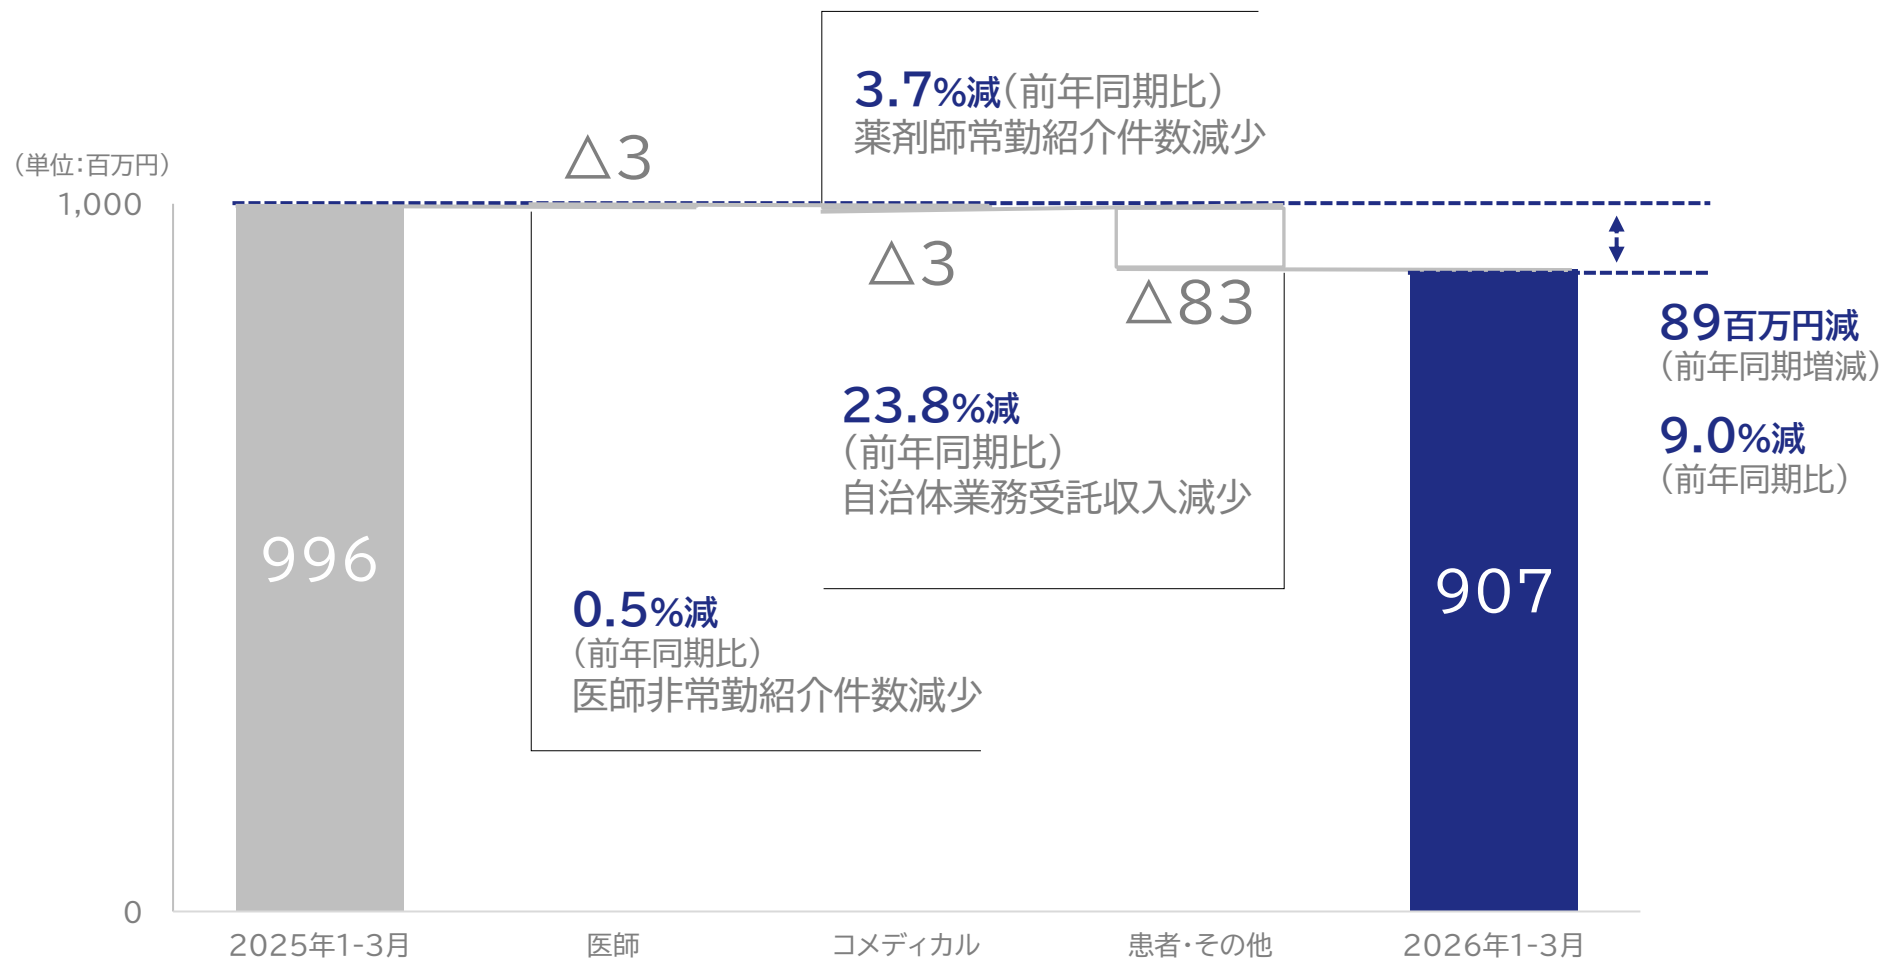 3.7%減(前年同期比)
薬剤師常勤紹介件数減少
(単位:百万円)
1,000
△3
△3
△83
89百万円減
(前年同期増減)
9.0%減
(前年同期比)
23.8%減
(前年同期比)
自治体業務受託収入減少
996
907
0.5%減
(前年同期比)
医師非常勤紹介件数減少
0
2025年1-3月
医師
コメディカル
患者・その他
2026年1-3月